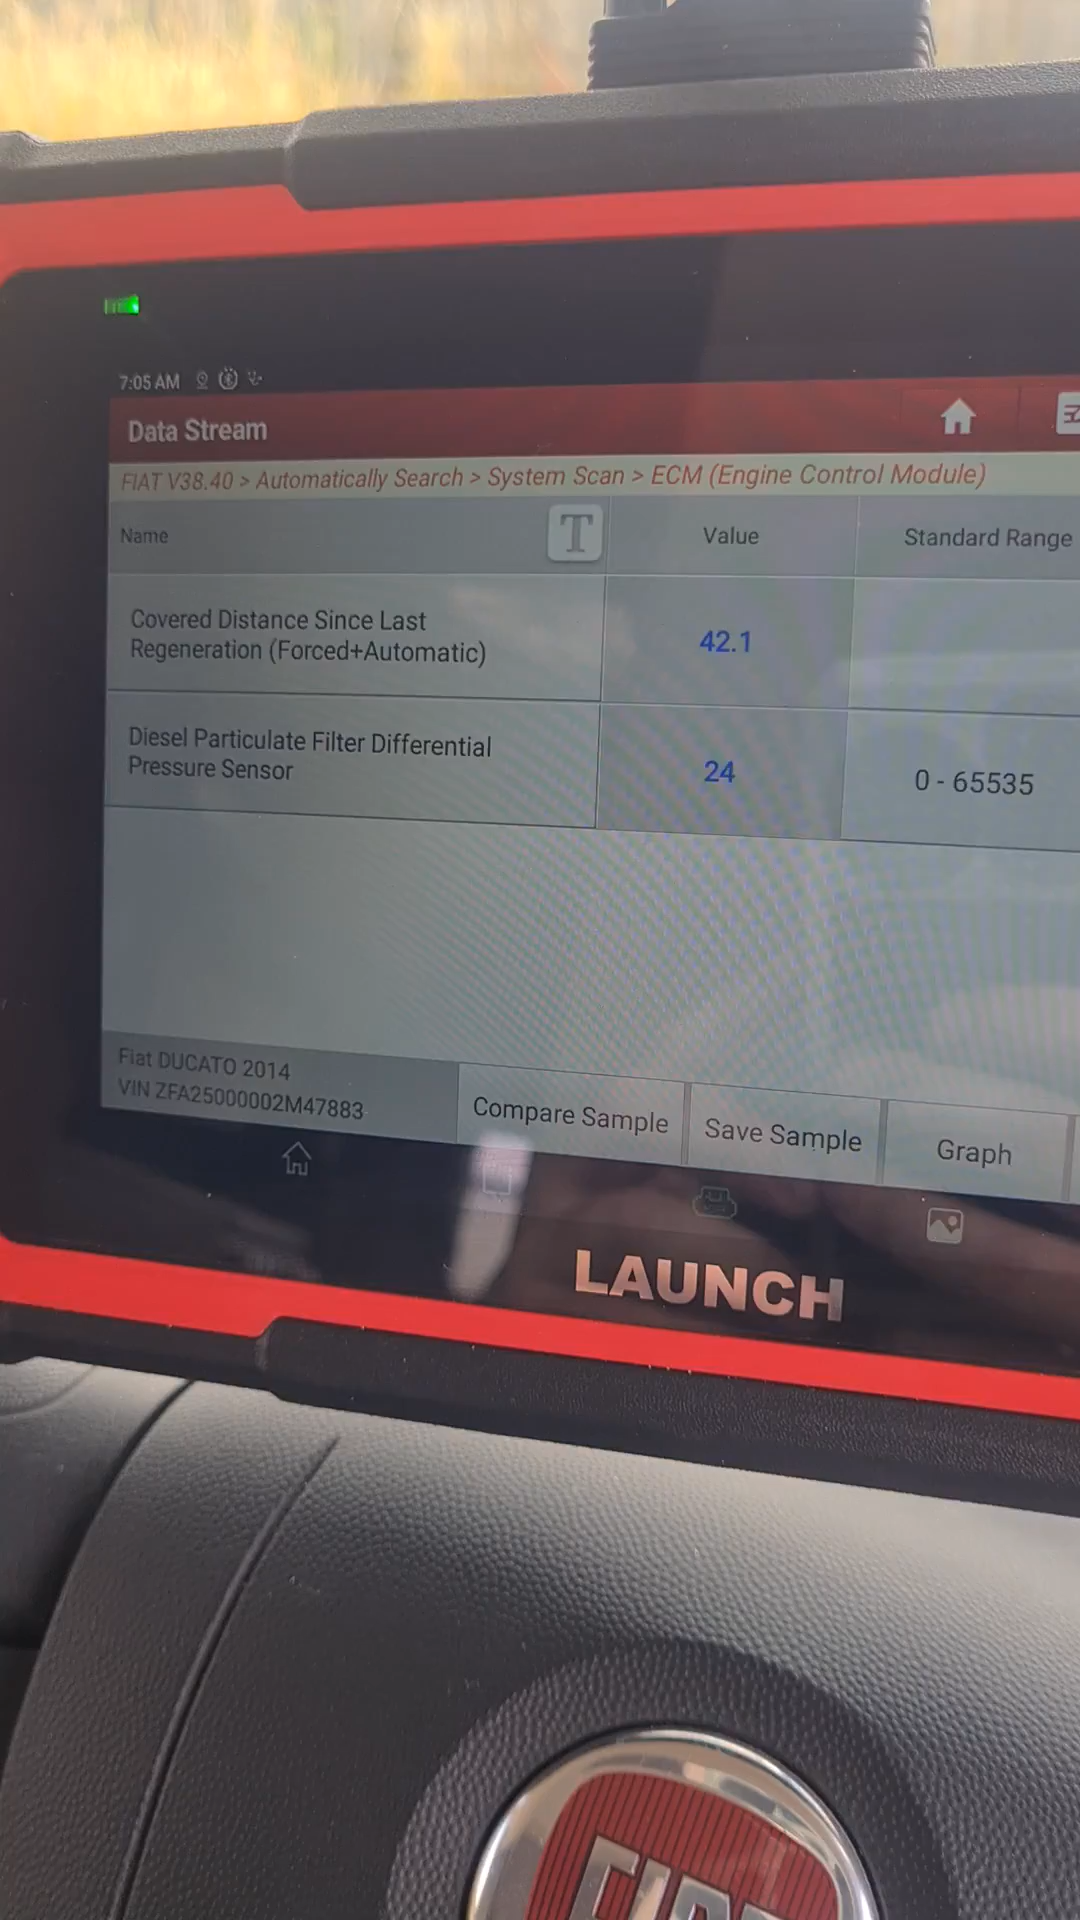 7:05 AM
Data Stream
FIAT V38.40 > Automatically Search > System Scan > ECM (Engine Control Module)
Name
T
Value
Standard Range
Covered Distance Since Last
Regeneration (Forced+Automatic)
42.1
Diesel Particulate Filter Differential
Pressure Sensor
24
0 - 65535
Fiat DUCATO 2014
VIN ZFA25000002M47883
Compare Sample
Save Sample
Graph
LAUNCH
FIAT